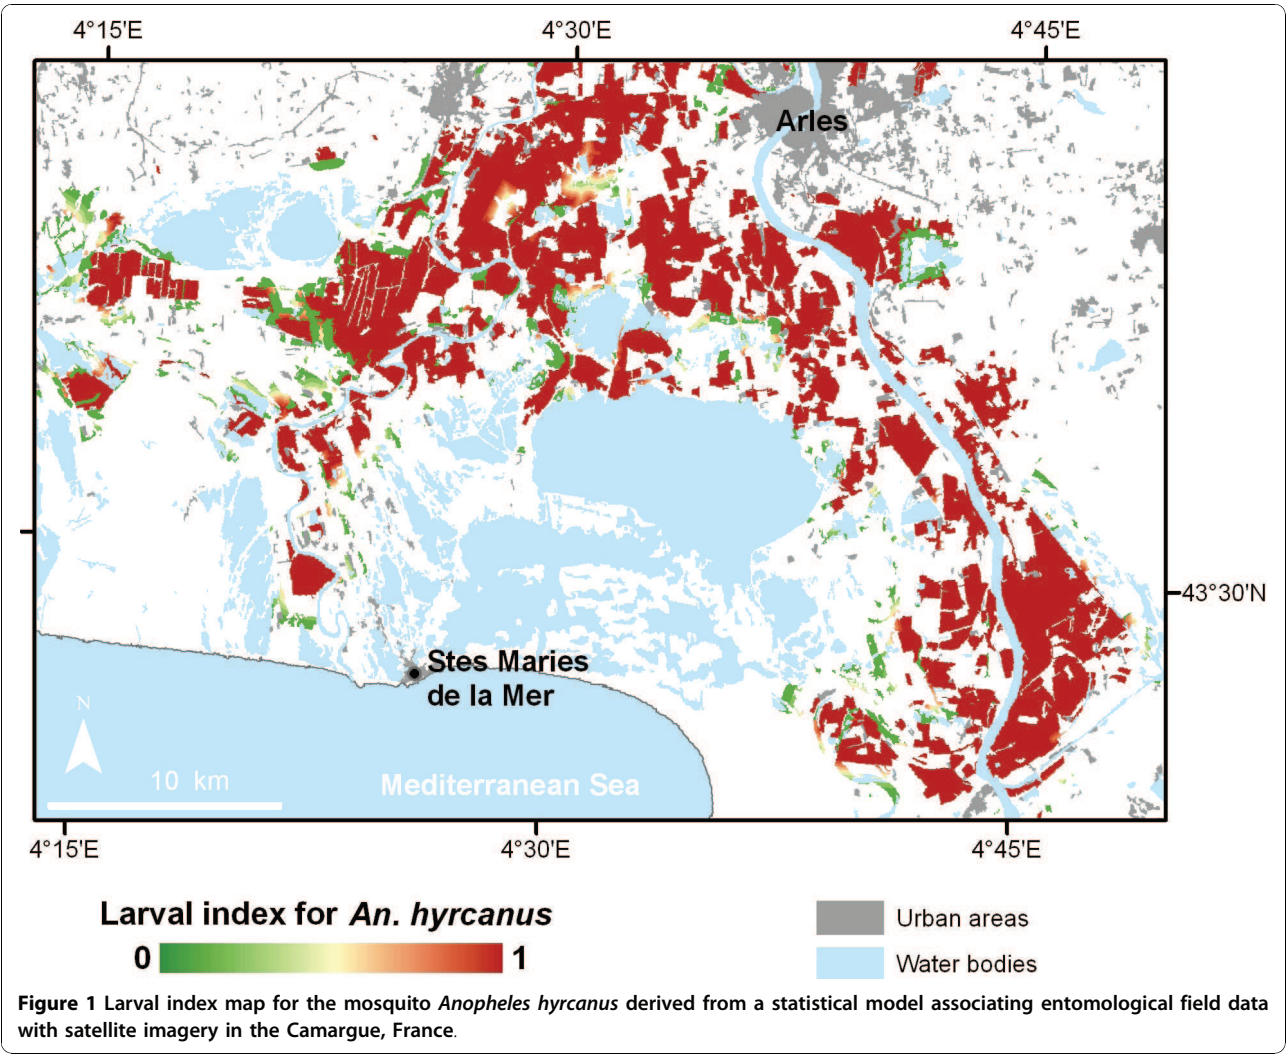 4°15'E 4°30'E 4°45'E
Arles
43°30'N
Stes Maries
de la Mer
N
10 km
Mediterranean Sea
4°15'E 4°30'E 4°45'E
Larval index for An. hyrcanus
0 1
Urban areas
Water bodies
Figure 1 Larval index map for the mosquito Anopheles hyrcanus derived from a statistical model associating entomological field data
with satellite imagery in the Camargue, France.